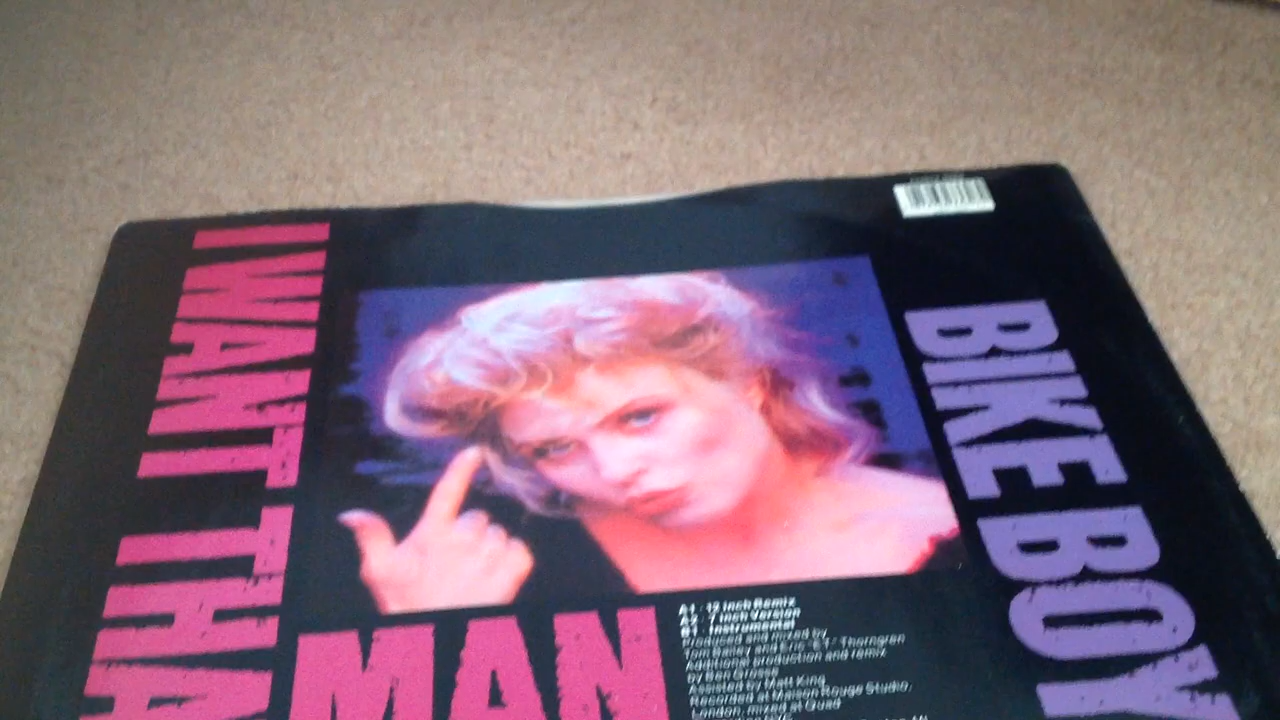 I WANT THA
MAN
BIKE BOY
A1: 12 Inch Remix
A2: 7 Inch Version
B1: Instrumental
Produced and mixed by
Tom Bailey and Eric "E.T." Thorngren
Additional production and remix
by Ben Grosse
Assisted by Matt King
Recorded at Maison Rouge Studio,
London, mixed at Quad